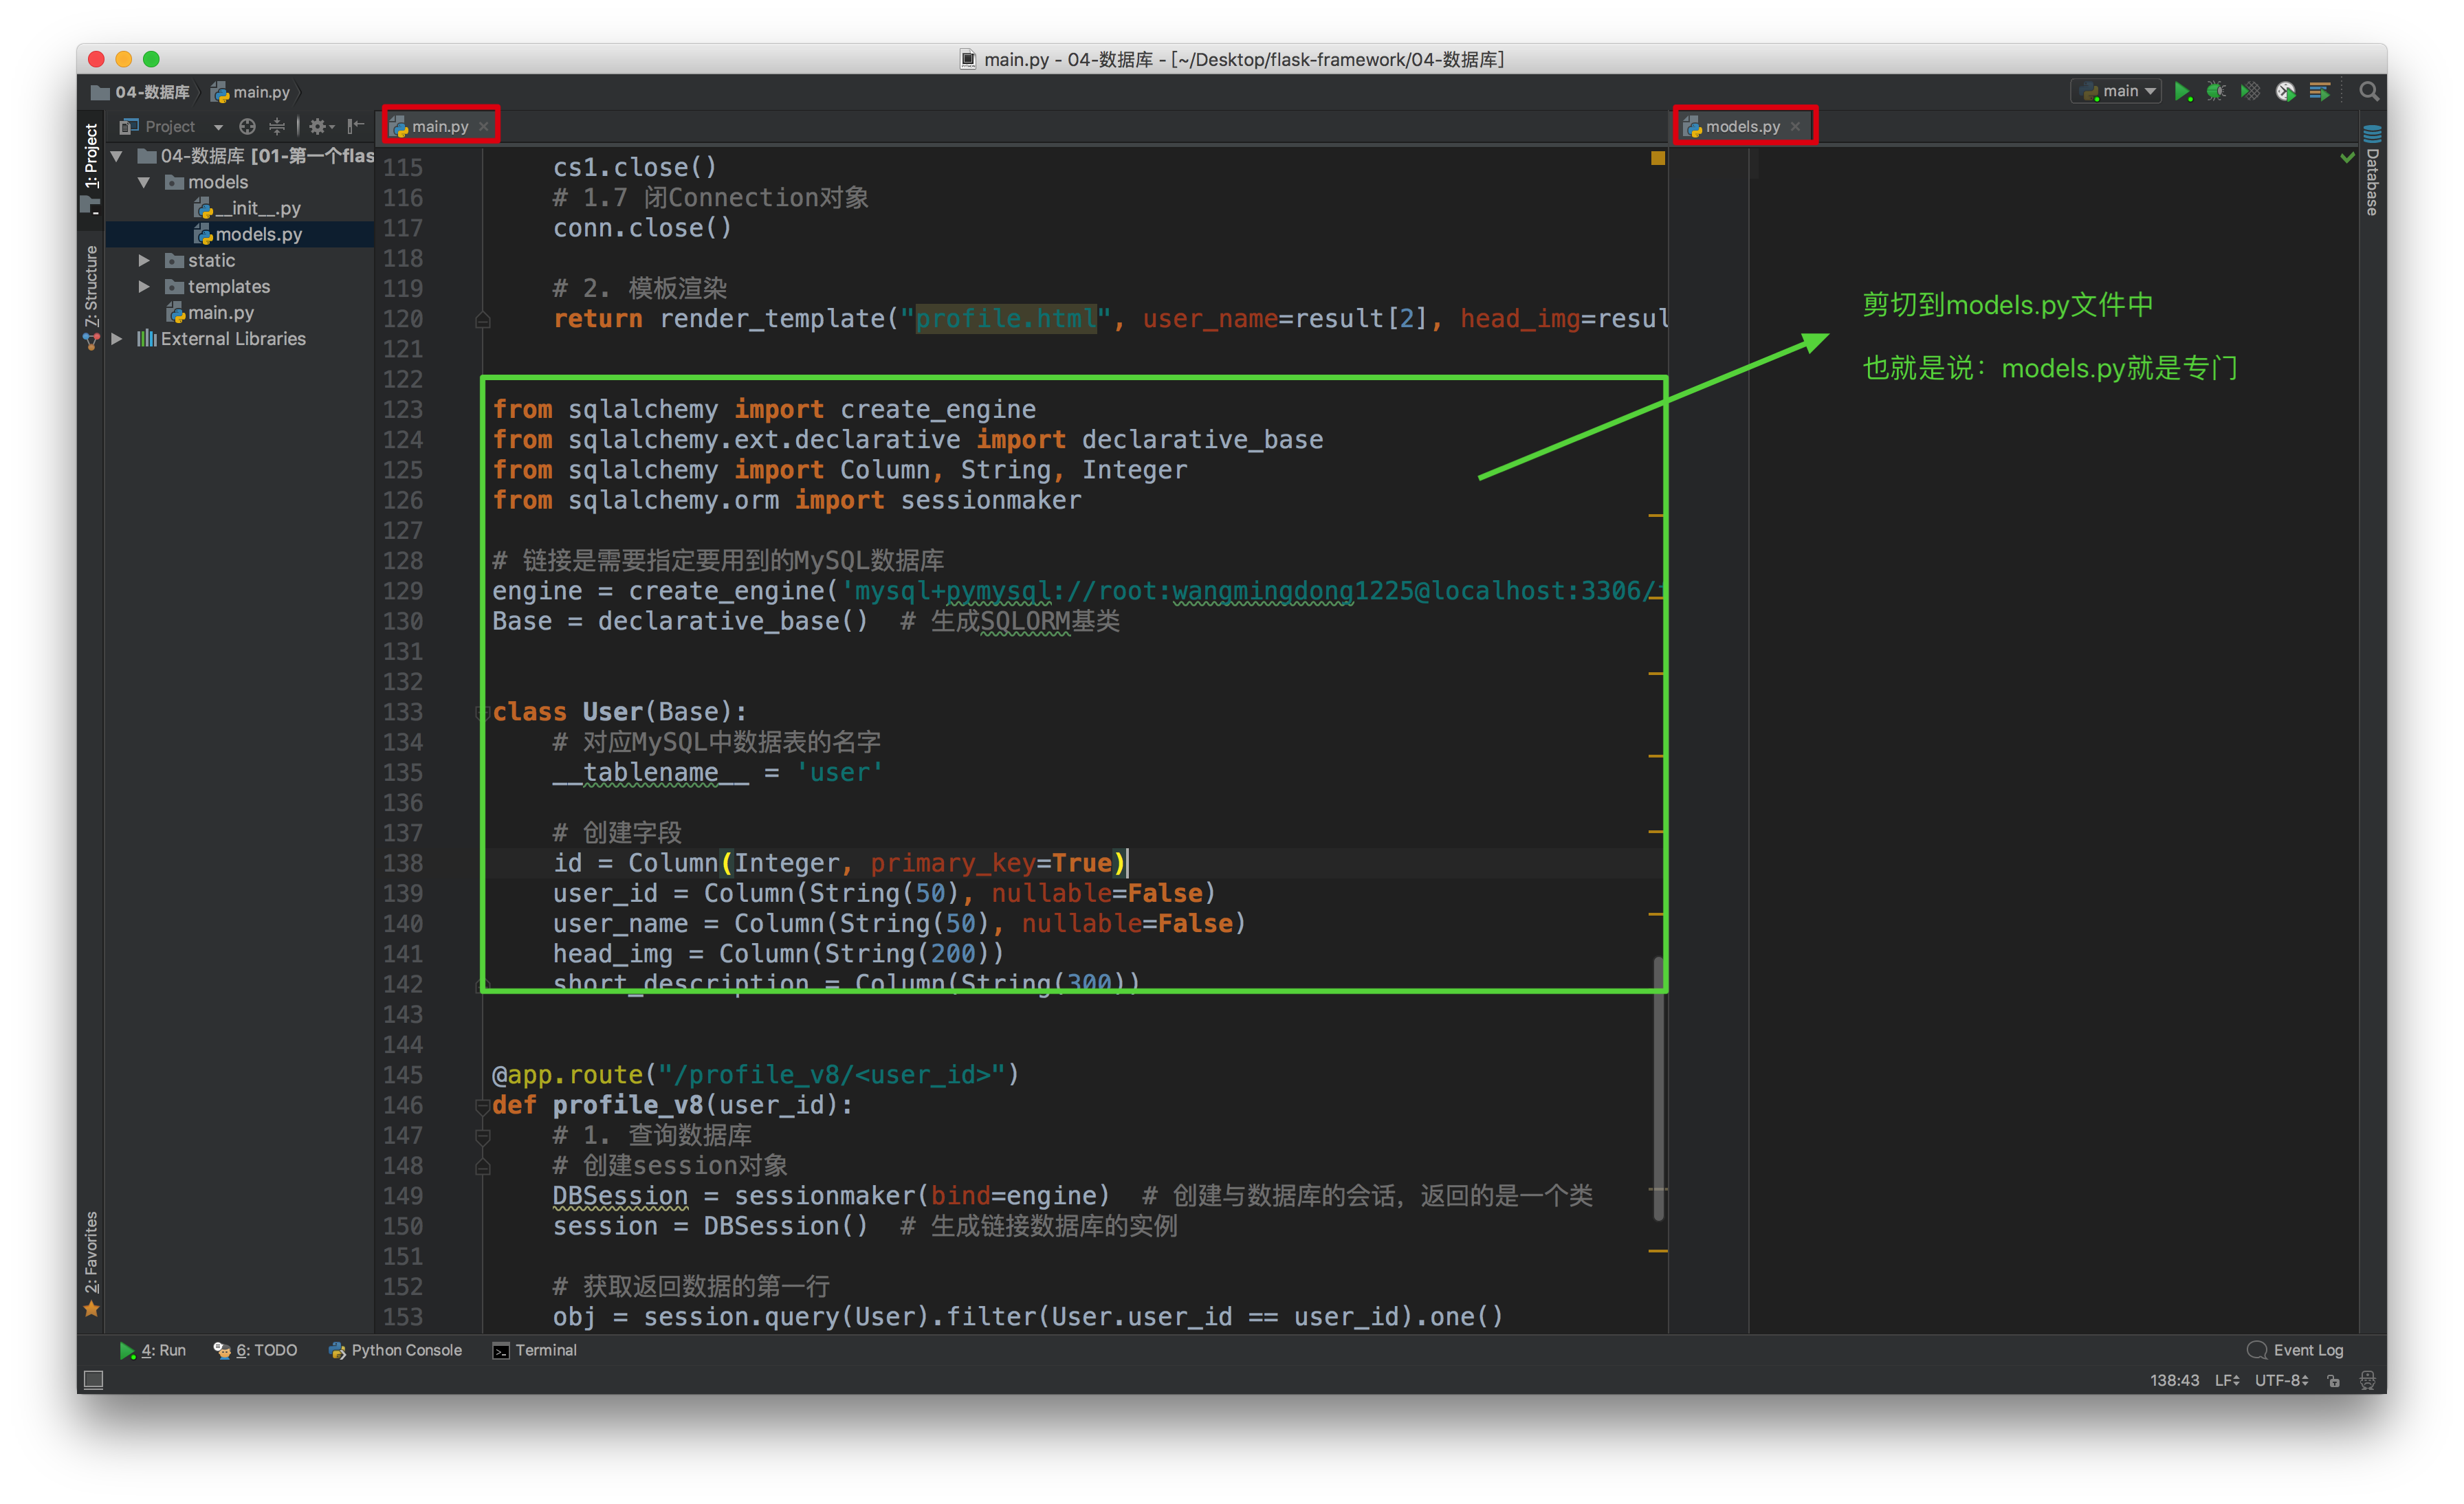 main.py - 04-数据库 - [~/Desktop/flask-framework/04-数据库]
04-数据库
main.py
main
1: Project
Project
main.py
models.py
Database
04-数据库 [01-第一个flas
models
__init__.py
models.py
static
templates
main.py
External Libraries
Z: Structure
2: Favorites
115 cs1.close()
116 # 1.7 闭Connection对象
117 conn.close()
118
119 # 2. 模板渲染
120 return render_template("profile.html", user_name=result[2], head_img=resul
121
122
123 from sqlalchemy import create_engine
124 from sqlalchemy.ext.declarative import declarative_base
125 from sqlalchemy import Column, String, Integer
126 from sqlalchemy.orm import sessionmaker
127
128 # 链接是需要指定要用到的MySQL数据库
129 engine = create_engine('mysql+pymysql://root:wangmingdong1225@localhost:3306/
130 Base = declarative_base()  # 生成SQLORM基类
131
132
133 class User(Base):
134 # 对应MySQL中数据表的名字
135 __tablename__ = 'user'
136
137 # 创建字段
138 id = Column(Integer, primary_key=True)
139 user_id = Column(String(50), nullable=False)
140 user_name = Column(String(50), nullable=False)
141 head_img = Column(String(200))
142 short_description = Column(String(300))
143
144
145 @app.route("/profile_v8/<user_id>")
146 def profile_v8(user_id):
147 # 1. 查询数据库
148 # 创建session对象
149 DBSession = sessionmaker(bind=engine)  # 创建与数据库的会话，返回的是一个类
150 session = DBSession()  # 生成链接数据库的实例
151
152 # 获取返回数据的第一行
153 obj = session.query(User).filter(User.user_id == user_id).one()
剪切到models.py文件中
也就是说：models.py就是专门
4: Run
6: TODO
Python Console
Terminal
Event Log
138:43
LF
UTF-8